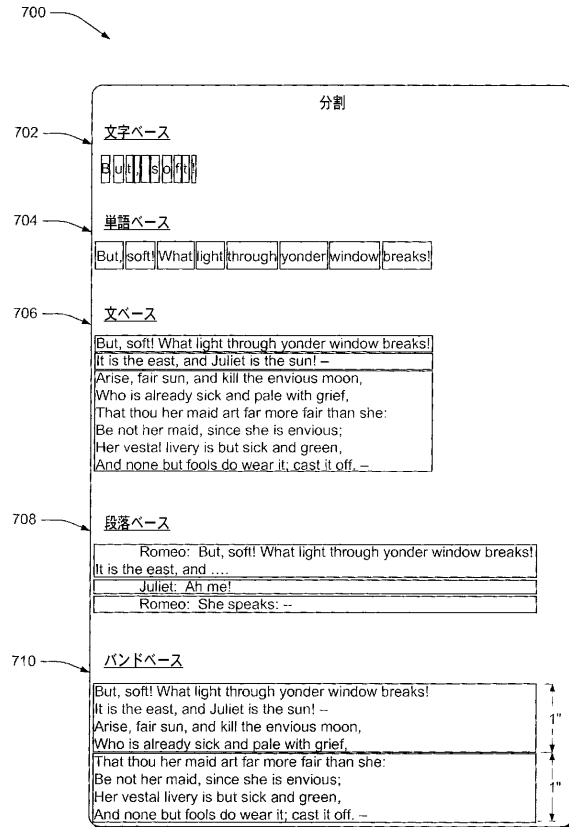 700
分割
702
文字ベース
But, soft!
704
単語ベース
But, soft! What light through yonder window breaks!
706
文ベース
But, soft! What light through yonder window breaks!
It is the east, and Juliet is the sun! –
Arise, fair sun, and kill the envious moon,
Who is already sick and pale with grief,
That thou her maid art far more fair than she:
Be not her maid, since she is envious;
Her vestal livery is but sick and green,
And none but fools do wear it; cast it off. –
708
段落ベース
Romeo: But, soft! What light through yonder window breaks!
It is the east, and ....
Juliet: Ah me!
Romeo: She speaks: --
710
バンドベース
But, soft! What light through yonder window breaks!
It is the east, and Juliet is the sun! –
Arise, fair sun, and kill the envious moon,
Who is already sick and pale with grief,
1"
That thou her maid art far more fair than she:
Be not her maid, since she is envious;
Her vestal livery is but sick and green,
And none but fools do wear it; cast it off. –
1"